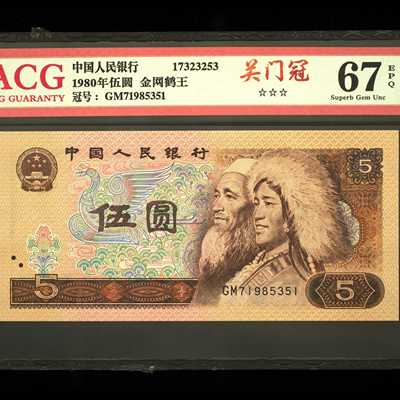 ACG
NG GUARANTY
中国人民银行 17323253
1980年伍圆 金网鹤王
冠号: GM71985351
关门冠
☆☆☆
67 EPQ
Superb Gem Unc
中国人民银行
5
伍圆
GM71985351
5
5